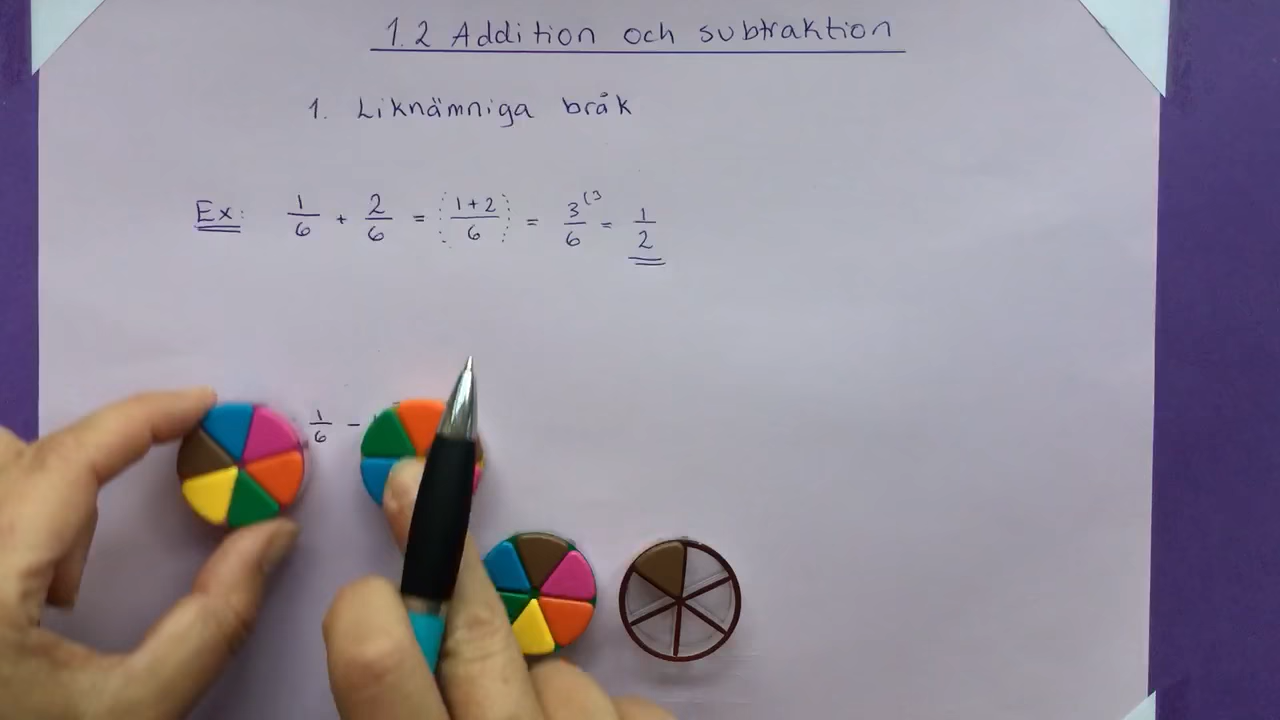 1.2 Addition och subtraktion
1. Liknämniga bråk
Ex: 1/6 + 2/6 = (1+2)/6 = 3/6 (3 = 1/2
1/6 -